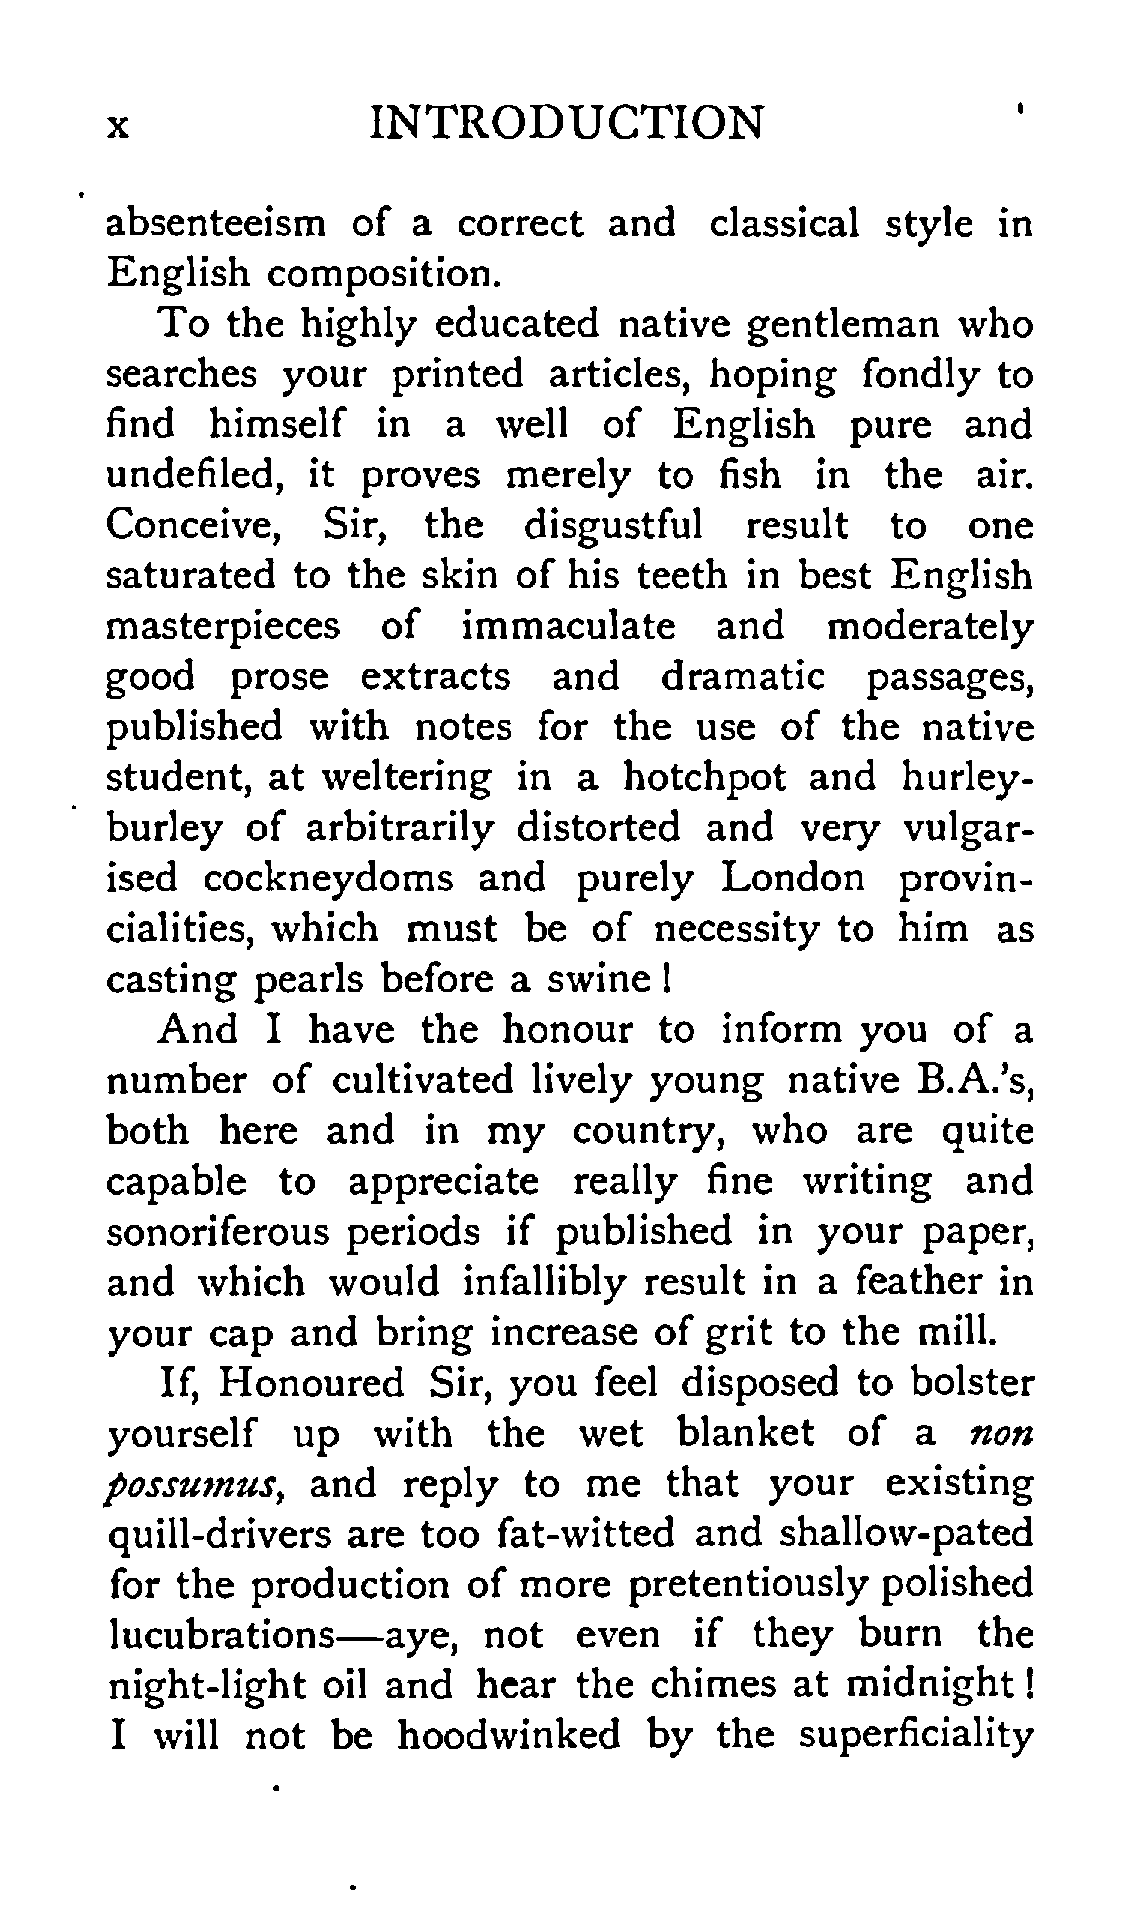 x INTRODUCTION
absenteeism of a correct and classical style in
English composition.
To the highly educated native gentleman who
searches your printed articles, hoping fondly to
find himself in a well of English pure and
undefiled, it proves merely to fish in the air.
Conceive, Sir, the disgustful result to one
saturated to the skin of his teeth in best English
masterpieces of immaculate and moderately
good prose extracts and dramatic passages,
published with notes for the use of the native
student, at weltering in a hotchpot and hurley-
burley of arbitrarily distorted and very vulgar-
ised cockneydoms and purely London provin-
cialities, which must be of necessity to him as
casting pearls before a swine !
And I have the honour to inform you of a
number of cultivated lively young native B.A.'s,
both here and in my country, who are quite
capable to appreciate really fine writing and
sonoriferous periods if published in your paper,
and which would infallibly result in a feather in
your cap and bring increase of grit to the mill.
If, Honoured Sir, you feel disposed to bolster
yourself up with the wet blanket of a non
possumus, and reply to me that your existing
quill-drivers are too fat-witted and shallow-pated
for the production of more pretentiously polished
lucubrations—aye, not even if they burn the
night-light oil and hear the chimes at midnight !
I will not be hoodwinked by the superficiality